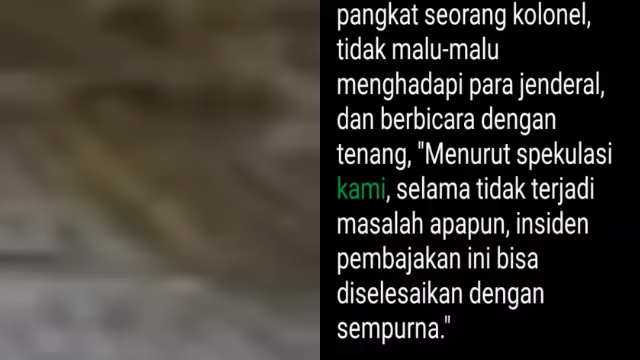 pangkat seorang kolonel,
tidak malu-malu
menghadapi para jenderal,
dan berbicara dengan
tenang, "Menurut spekulasi
kami, selama tidak terjadi
masalah apapun, insiden
pembajakan ini bisa
diselesaikan dengan
sempurna."